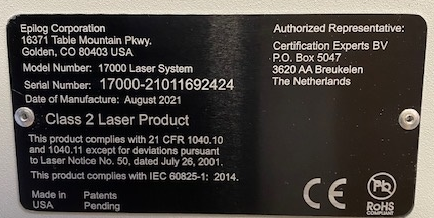 Epilog Corporation
16371 Table Mountain Pkwy.
Golden, CO 80403 USA
Model Number: 17000 Laser System
Serial Number: 17000-21011692424
Date of Manufacture: August 2021
Class 2 Laser Product
This product complies with 21 CFR 1040.10
and 1040.11 except for deviations pursuant
to Laser Notice No. 50, dated July 26, 2001.
This product complies with IEC 60825-1: 2014.
Made in USA
Patents Pending
Authorized Representative:
Certification Experts BV
P.O. Box 5047
3620 AA Breukelen
The Netherlands
CE
Pb
RoHS
COMPLIANT